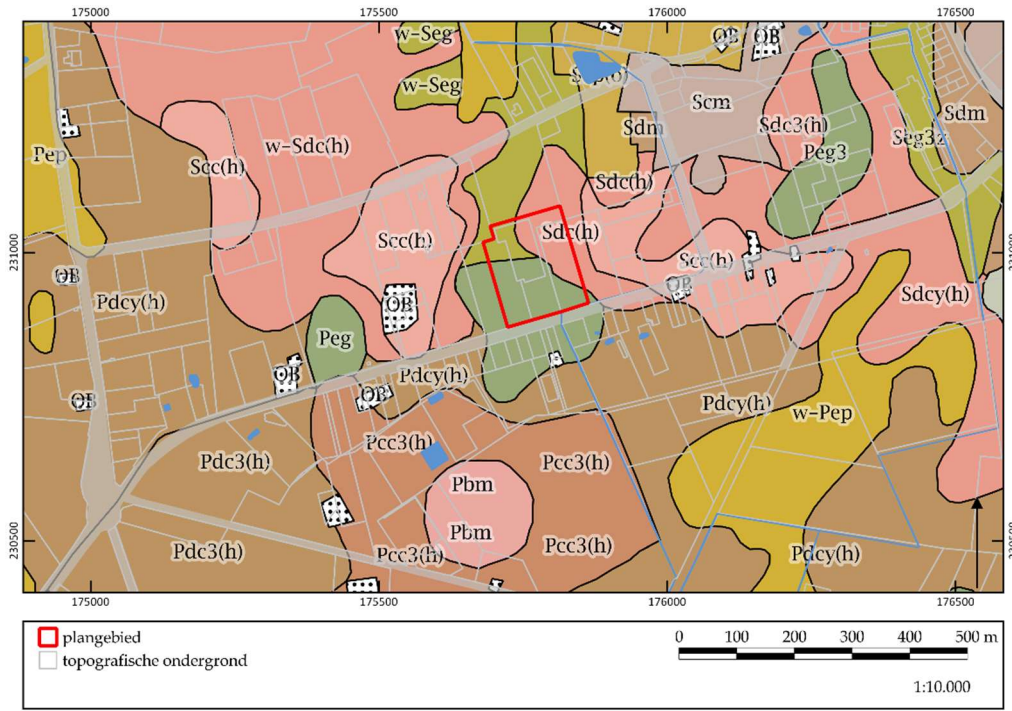 175000 175500 176000 176500
w-Seg
OB OB
w-Seg
Scm
Sdm
Sdm
Sdc3(h)
Seg3z
w-Sdc(h)
Peg3
Pep
Scc(h)
Sdc(h)
231000
Sdc(h)
Scc(h)
231000
Scc(h)
OB
OB
Sdcy(h)
Pdcy(h)
OB
Peg
OB
Pdcy(h)
OB
OB
Pdcy(h)
w-Pep
Pcc3(h)
Pdc3(h)
Pcc3(h)
Pbm
230500
Pbm
Pcc3(h)
Pdc3(h)
Pcc3(h)
Pdcy(h)
175000 175500 176000 176500
plangebied
topografische ondergrond
0 100 200 300 400 500 m
1:10.000